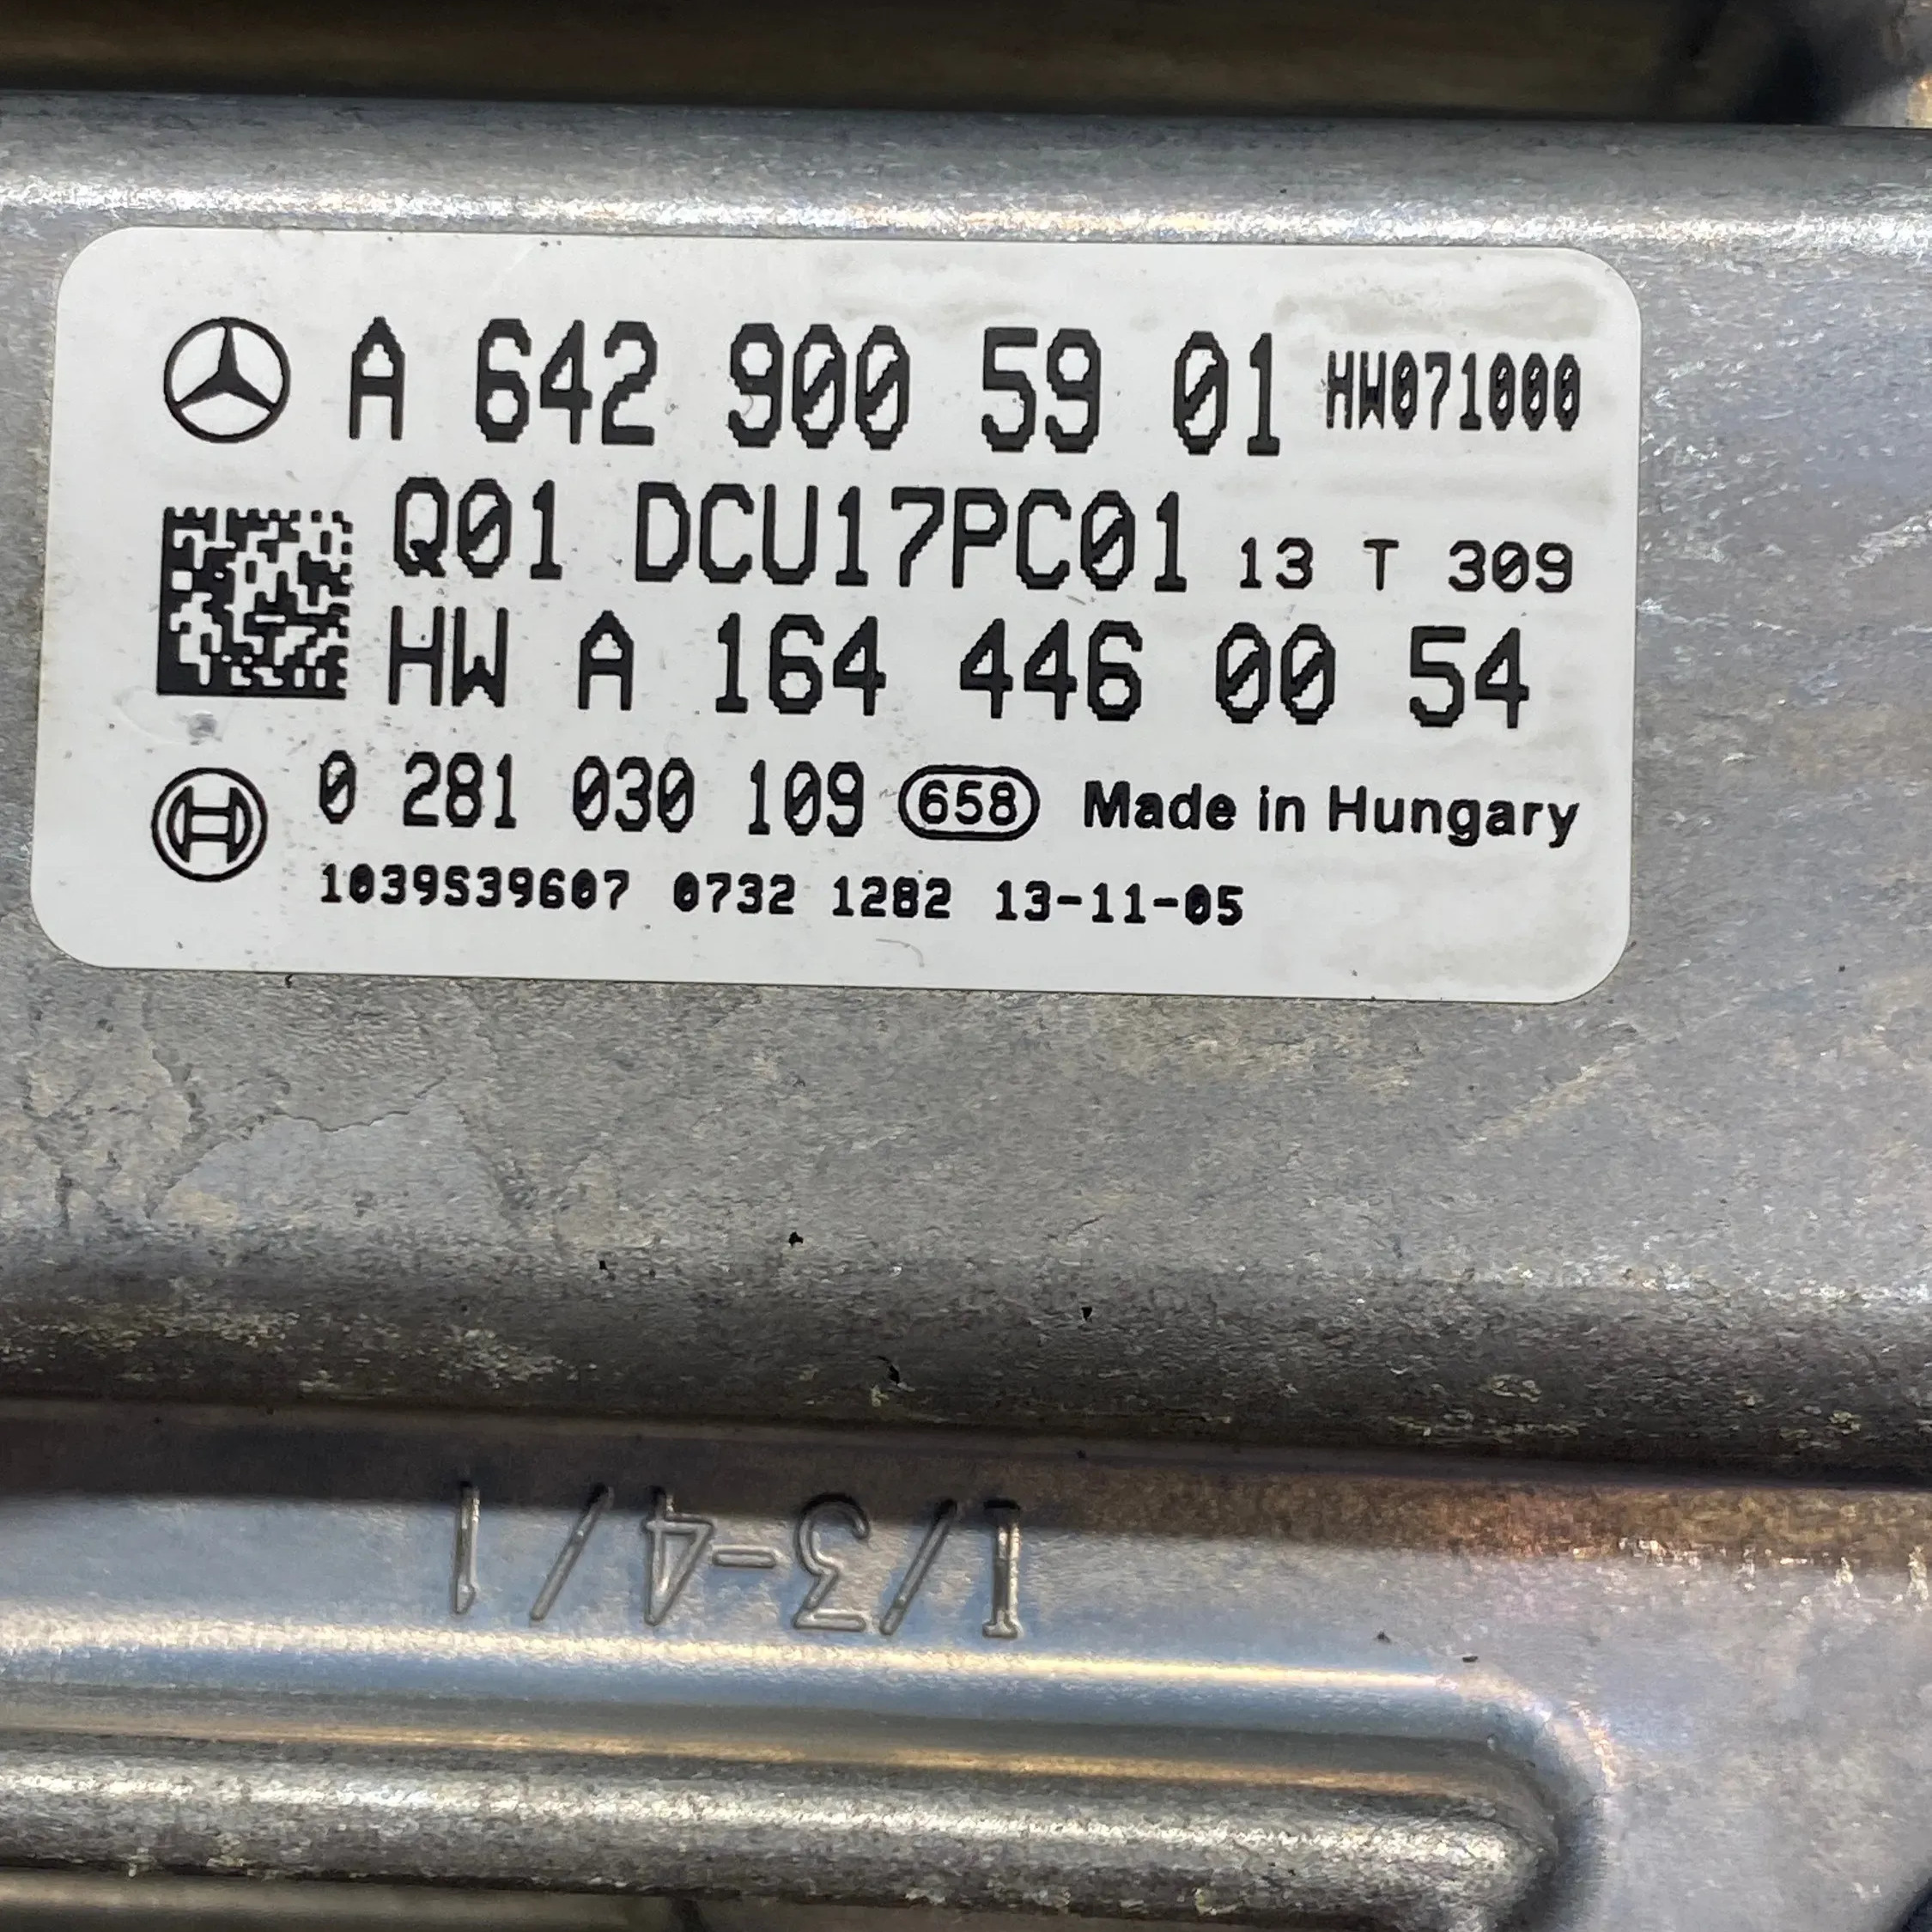 A 642 900 59 01 HW071000
Q01 DCU17PC01 13 T 309
HW A 164 446 00 54
0 281 030 109 658 Made in Hungary
1039S39607 0732 1282 13-11-05
1/3-4/1